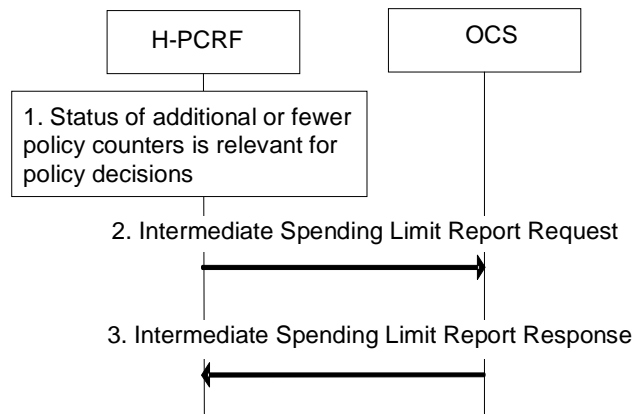 H-PCRF
OCS
1. Status of additional or fewer
policy counters is relevant for
policy decisions
2. Intermediate Spending Limit Report Request
3. Intermediate Spending Limit Report Response